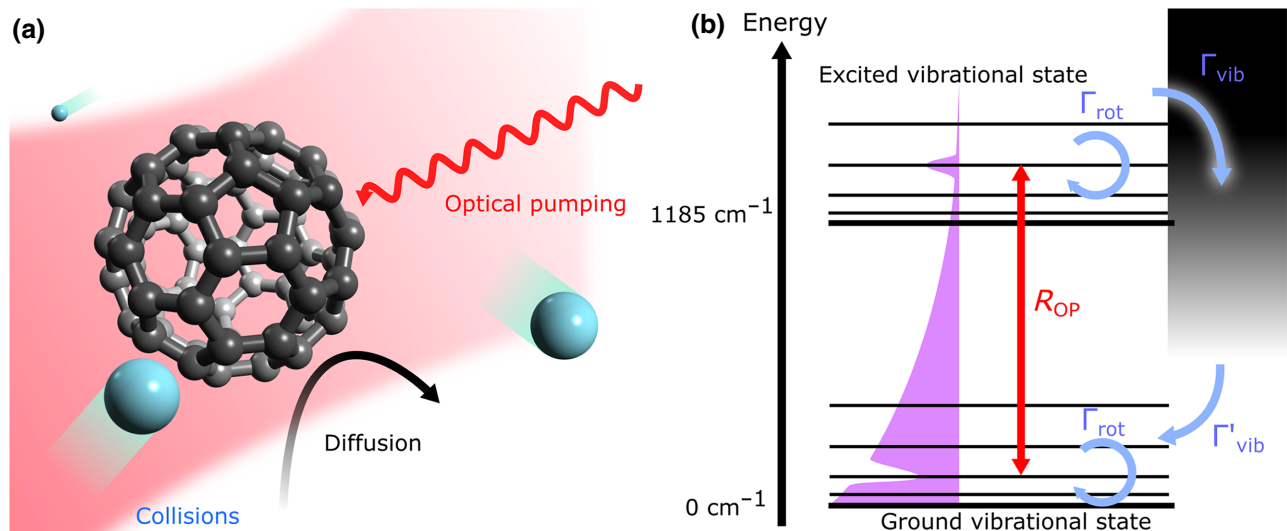 (a)
Optical pumping
Diffusion
Collisions
(b)
Energy
Excited vibrational state
Γrot
Γvib
1185 cm⁻¹
R_OP
Γrot
Γ'vib
0 cm⁻¹
Ground vibrational state